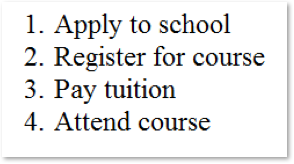 1. Apply to school
2. Register for course
3. Pay tuition
4. Attend course